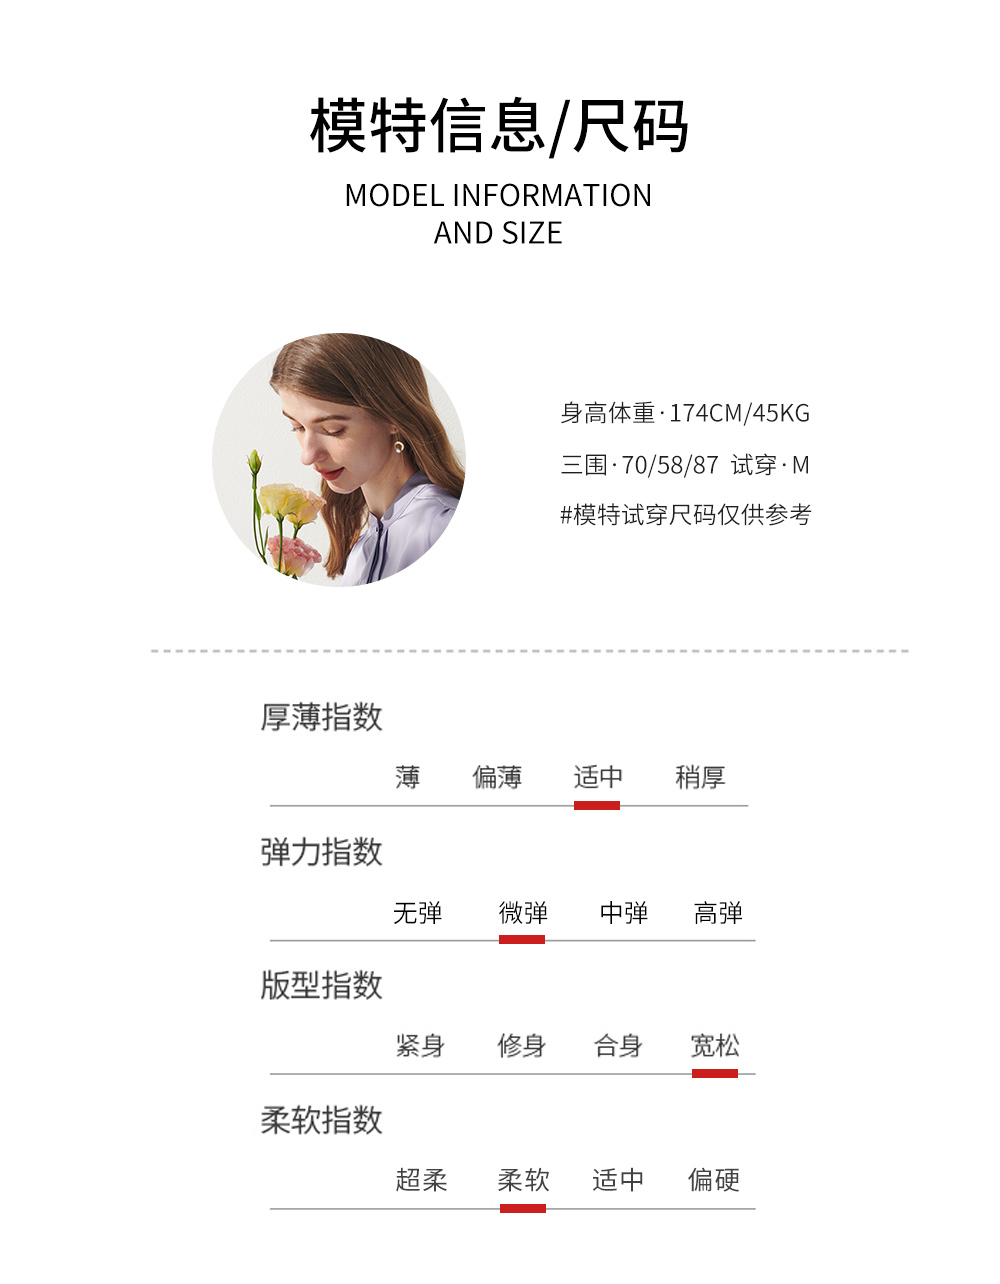 模特信息/尺码
MODEL INFORMATION
AND SIZE
身高体重·174CM/45KG
三围·70/58/87 试穿·M
#模特试穿尺码仅供参考
厚薄指数
薄 偏薄 适中 稍厚
弹力指数
无弹 微弹 中弹 高弹
版型指数
紧身 修身 合身 宽松
柔软指数
超柔 柔软 适中 偏硬